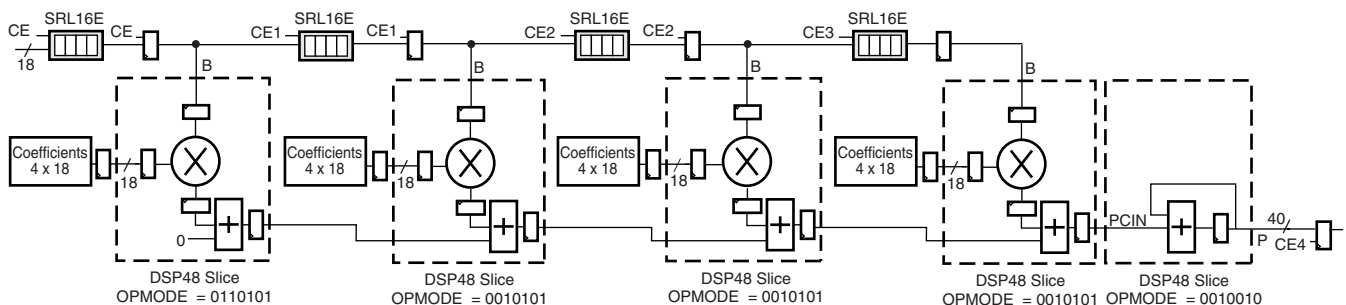 CE
SRL16E
CE
CE1
SRL16E
CE1
CE2
SRL16E
CE2
CE3
SRL16E
18
B
B
B
B
Coefficients
4 x 18
18
Coefficients
4 x 18
18
Coefficients
4 x 18
18
Coefficients
4 x 18
18
0
PCIN
40
P
CE4
DSP48 Slice
OPMODE = 0110101
DSP48 Slice
OPMODE = 0010101
DSP48 Slice
OPMODE = 0010101
DSP48 Slice
OPMODE = 0010101
DSP48 Slice
OPMODE = 0010010